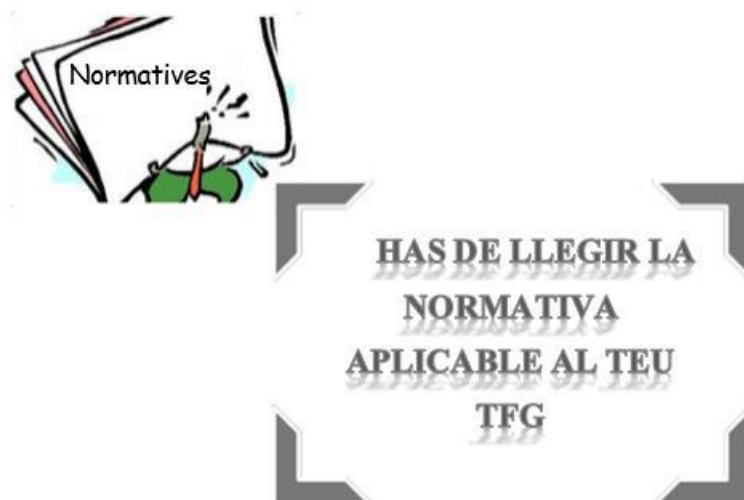 Normatives
HAS DE LLEGIR LA
NORMATIVA
APLICABLE AL TEU
TFG